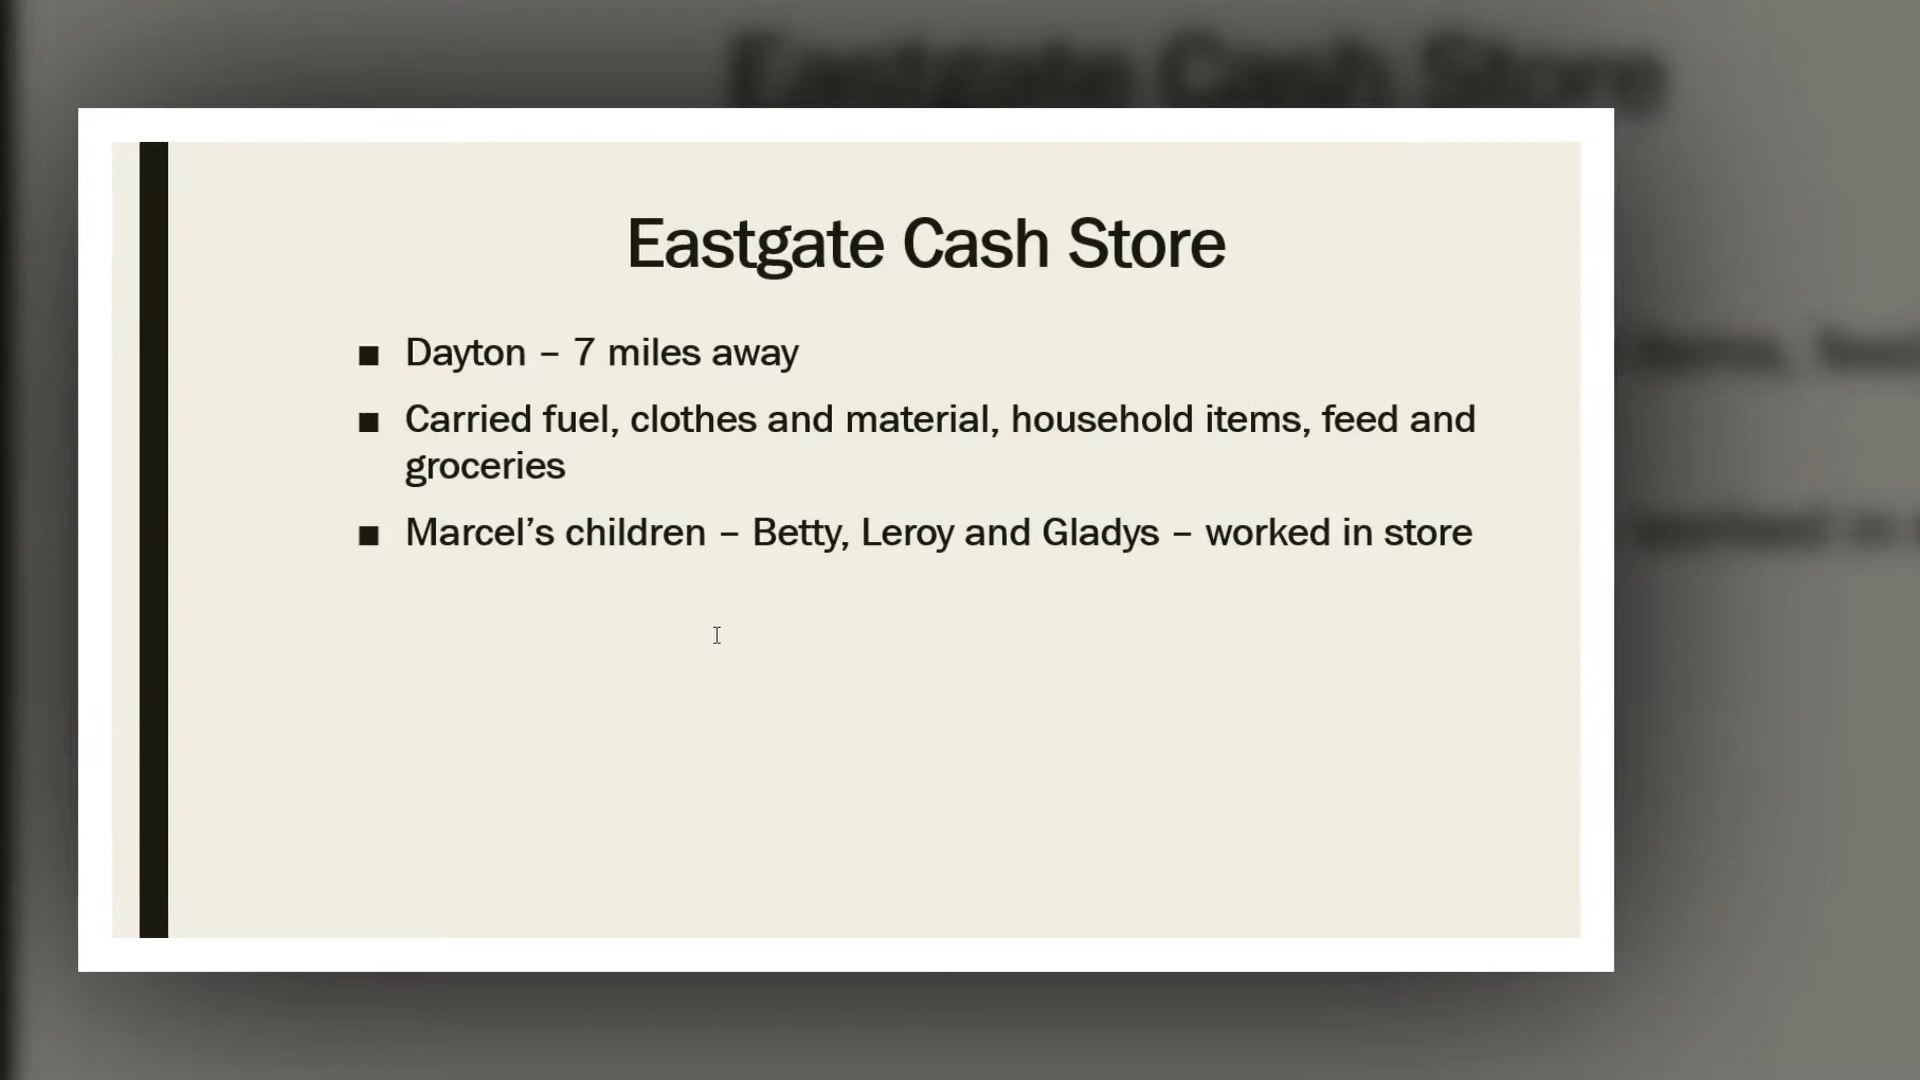 Eastgate Cash Store
■ Dayton – 7 miles away
■ Carried fuel, clothes and material, household items, feed and
groceries
■ Marcel’s children – Betty, Leroy and Gladys – worked in store